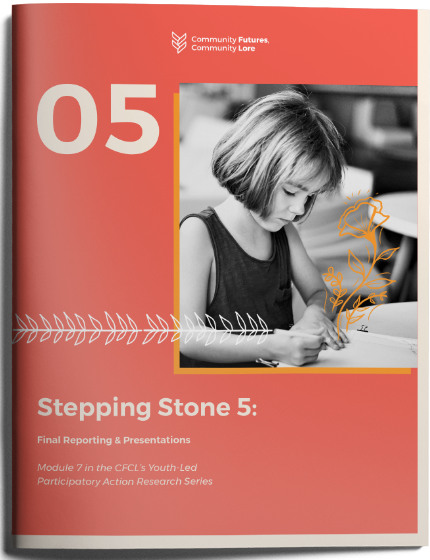 Community Futures.
Community Lore
05
Stepping Stone 5:
Final Reporting & Presentations
Module 7 in the CFCL's Youth-Led
Participatory Action Research Series